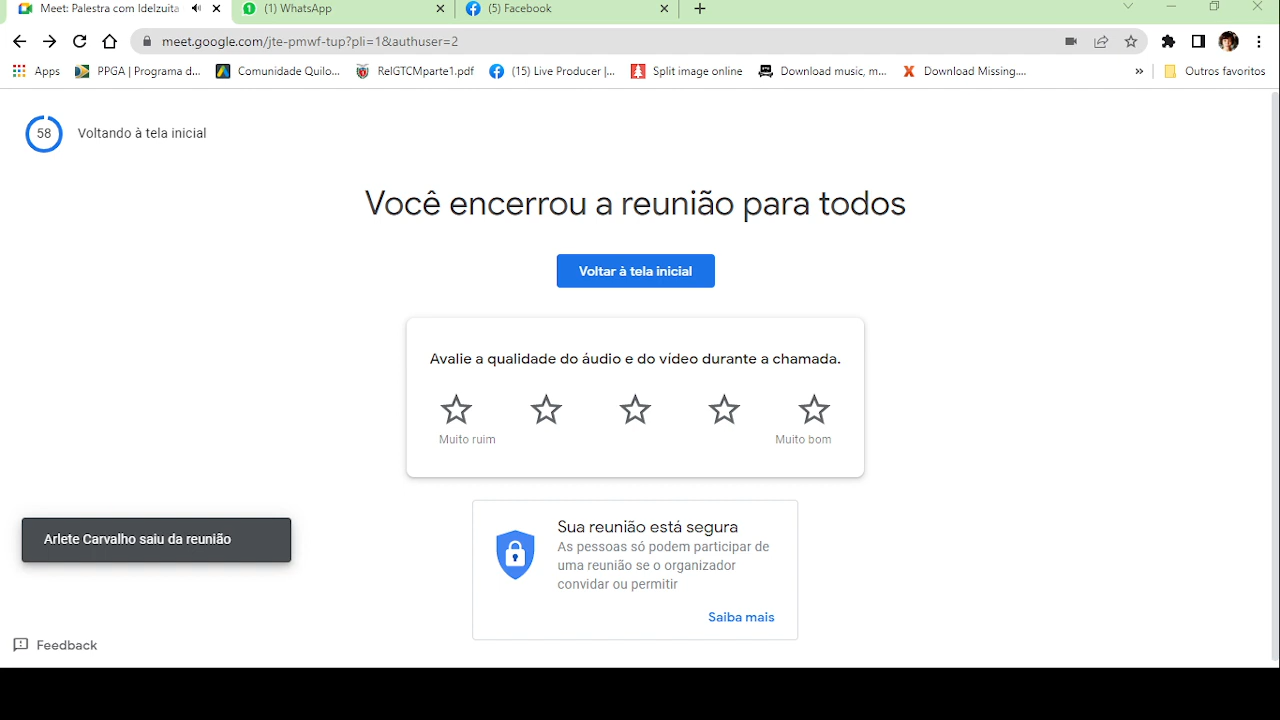 Meet: Palestra com Idelzuita
(1) WhatsApp
(5) Facebook
meet.google.com/jte-pmwf-tup?pli=1&authuser=2
Apps
PPGA | Programa d...
Comunidade Quilo...
RelGTCMparte1.pdf
(15) Live Producer |...
Split image online
Download music, m...
Download Missing....
»
Outros favoritos
58
Voltando à tela inicial
Você encerrou a reunião para todos
Voltar à tela inicial
Avalie a qualidade do áudio e do vídeo durante a chamada.
Muito ruim
Muito bom
Sua reunião está segura
As pessoas só podem participar de
uma reunião se o organizador
convidar ou permitir
Saiba mais
Arlete Carvalho saiu da reunião
Feedback